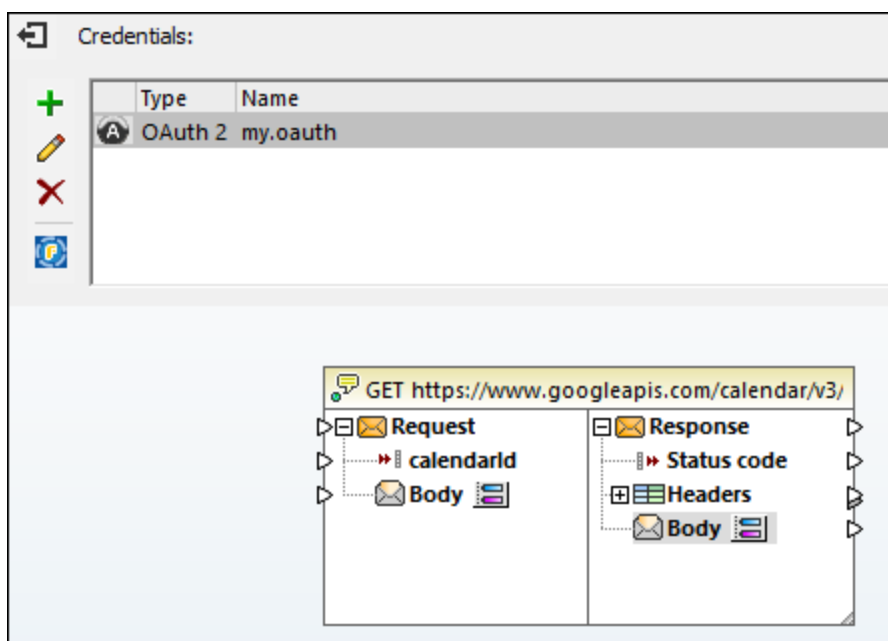 Credentials:
Type Name
OAuth 2 my.oauth
GET https://www.googleapis.com/calendar/v3/
Request Response
calendarId Status code
Body Headers
Body